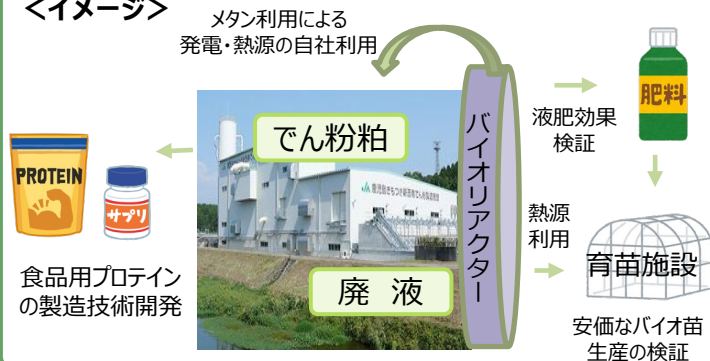 ＜イメージ＞
メタン利用による
発電・熱源の自社利用
でん粉粕
廃 液
バイオリアクター
PROTEIN
サプリ
食品用プロテイン
の製造技術開発
液肥効果
検証
肥料
熱源
利用
育苗施設
安価なバイオ苗
生産の検証